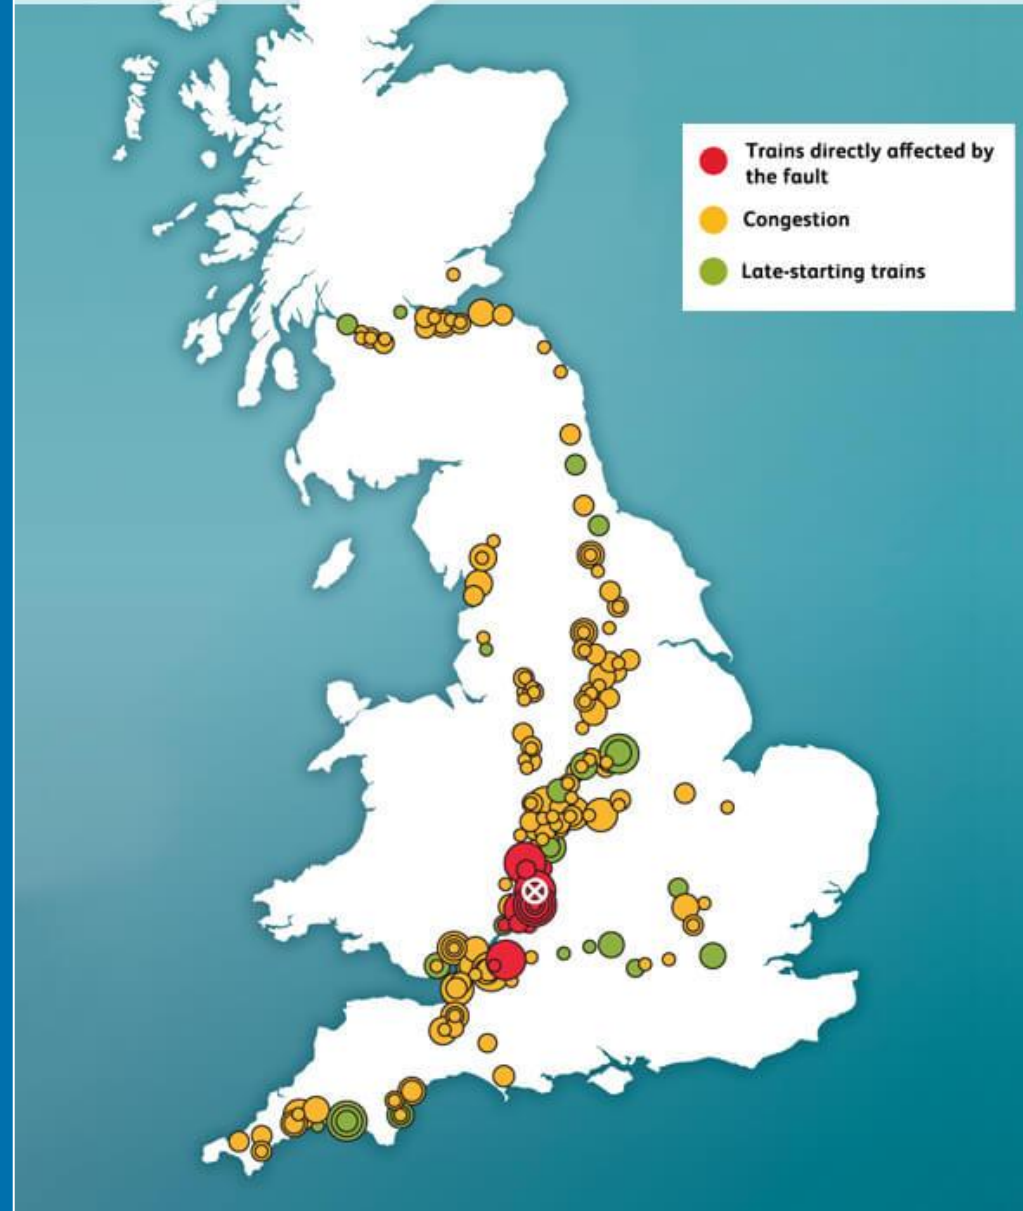 Trains directly affected by
the fault
Congestion
Late-starting trains